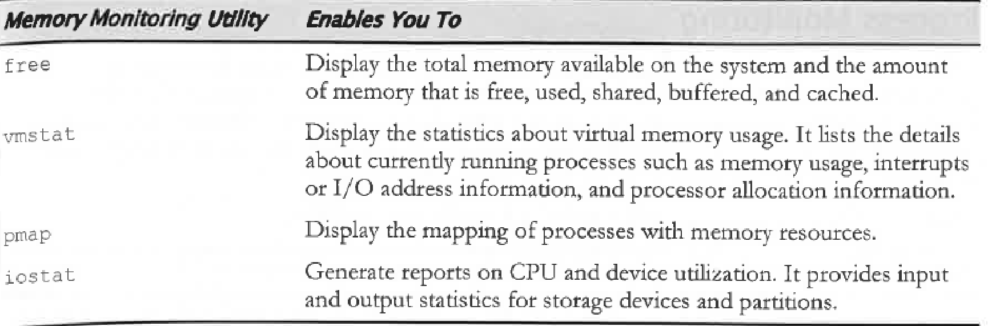 Memory Monitoring Utility Enables You To
free Display the total memory available on the system and the amount
of memory that is free, used, shared, buffered, and cached.
vmstat Display the statistics about virtual memory usage. It lists the details
about currently running processes such as memory usage, interrupts
or I/O address information, and processor allocation information.
pmap Display the mapping of processes with memory resources.
iostat Generate reports on CPU and device utilization. It provides input
and output statistics for storage devices and partitions.